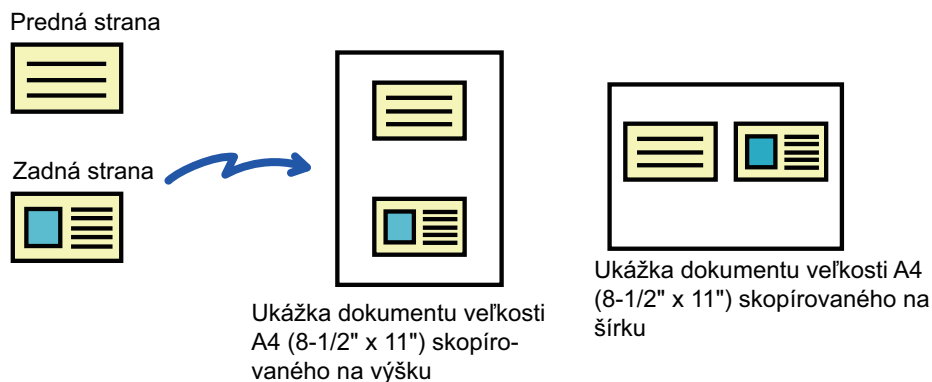 Predná strana
Zadná strana
Ukážka dokumentu veľkosti
A4 (8-1/2" x 11") skopíro-
vaného na výšku
Ukážka dokumentu veľkosti A4
(8-1/2" x 11") skopírovaného na
šírku